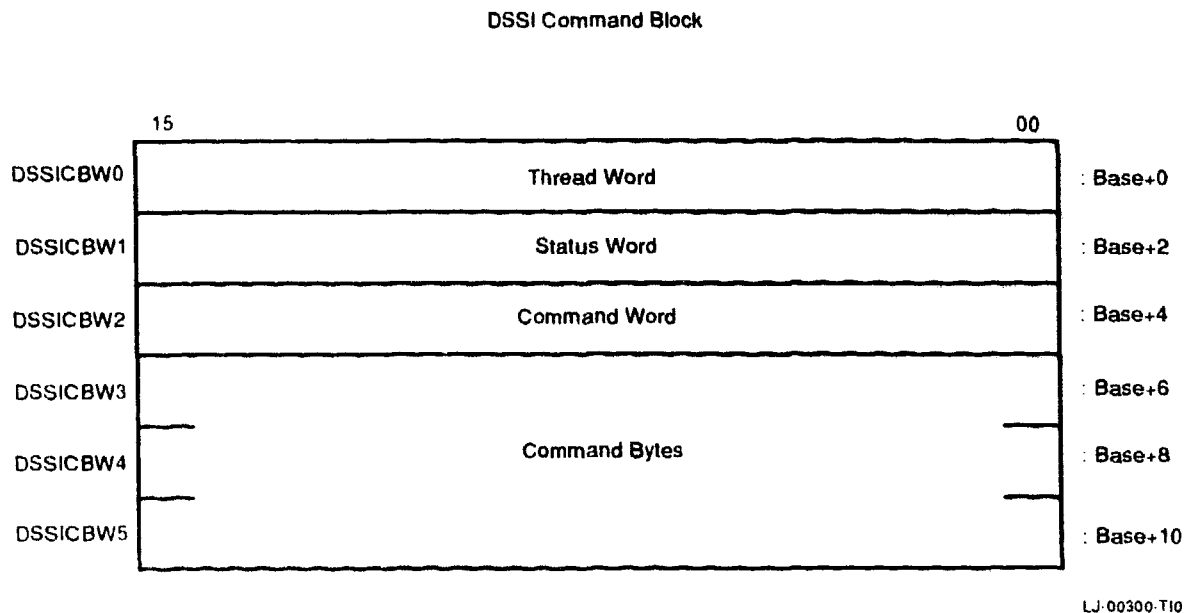 DSSI Command Block
15 00
DSSICBW0 Thread Word : Base+0
DSSICBW1 Status Word : Base+2
DSSICBW2 Command Word : Base+4
DSSICBW3 : Base+6
DSSICBW4 Command Bytes : Base+8
DSSICBW5 : Base+10
LJ-00300-TI0